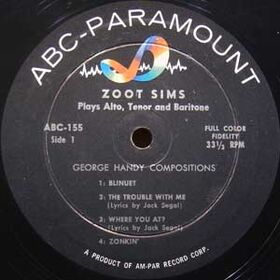 ABC-PARAMOUNT
ZOOT SIMS
Plays Alto, Tenor and Baritone
ABC-155
Side 1
FULL COLOR
FIDELITY
33⅓ RPM
GEORGE HANDY COMPOSITIONS
1: BLINUET
2: THE TROUBLE WITH ME
(Lyrics by Jack Segal)
3: WHERE YOU AT?
(Lyrics by Jack Segal)
4: ZONKIN'
A PRODUCT OF AM-PAR RECORD CORP.